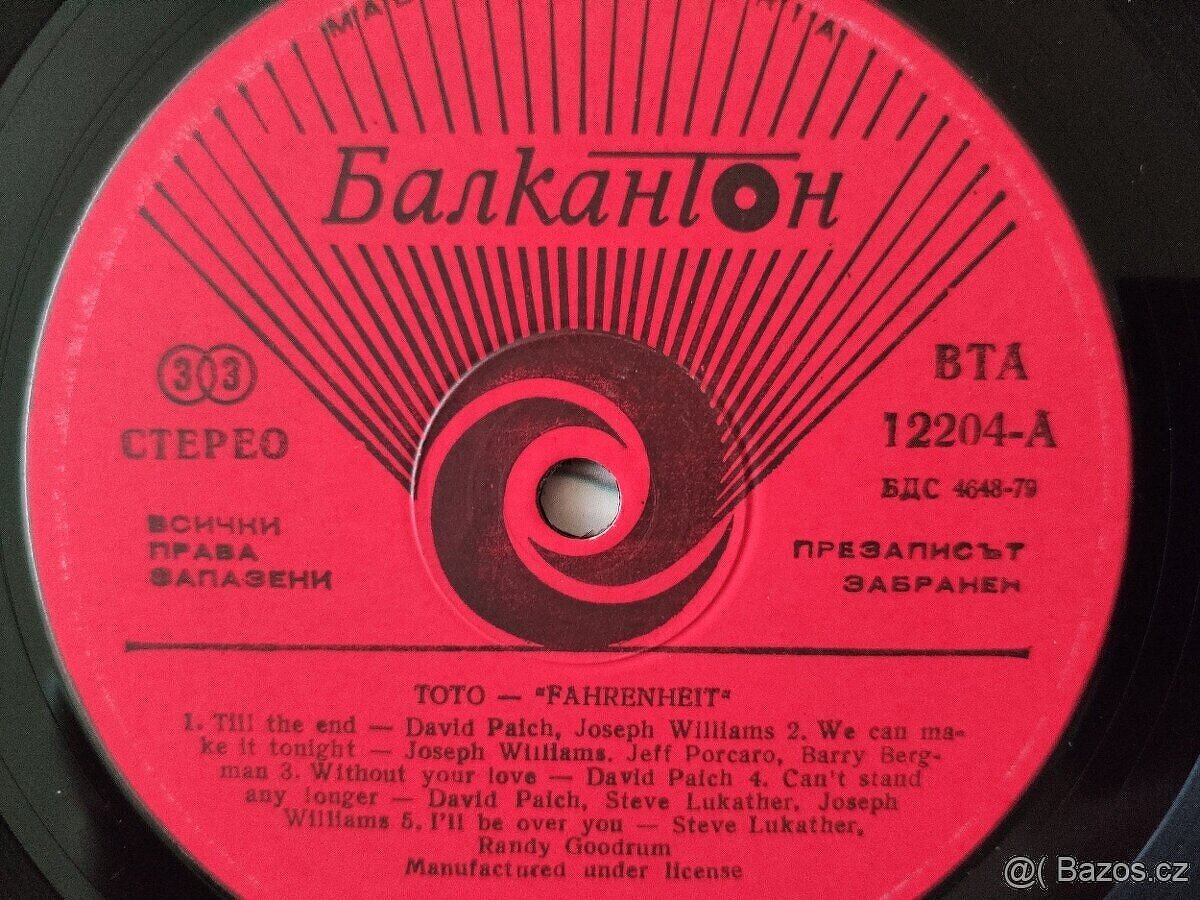 Балкантон
33
СТЕРЕО
ВТА
12204-А
БДС 4648-79
ВСИЧКИ
ПРАВА
ЗАПАЗЕНИ
ПРЕЗАПИСЪТ
ЗАБРАНЕН
TOTO — "FAHRENHEIT"
1. Till the end — David Paich, Joseph Williams 2. We can ma-
ke it tonight — Joseph Williams. Jeff Porcaro, Barry Berg-
man 3. Without your love — David Paich 4. Can't stand
any longer — David Paich, Steve Lukather, Joseph
Williams 5. I'll be over you — Steve Lukather,
Randy Goodrum
Manufactured under license
@( Bazos.cz